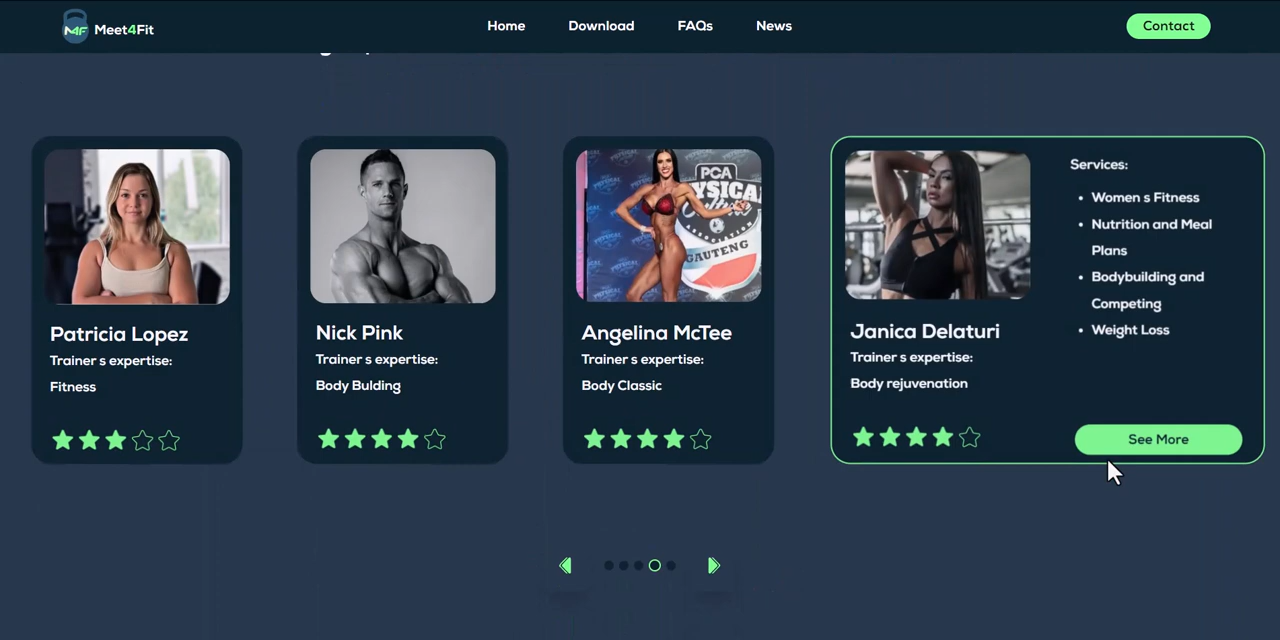 M4F Meet4Fit
Home
Download
FAQs
News
Contact
Patricia Lopez
Trainer s expertise:
Fitness
Nick Pink
Trainer s expertise:
Body Bulding
PCA
GAUTENG
Angelina McTee
Trainer s expertise:
Body Classic
Janica Delaturi
Trainer s expertise:
Body rejuvenation
Services:
• Women s Fitness
• Nutrition and Meal
Plans
• Bodybuilding and
Competing
• Weight Loss
See More